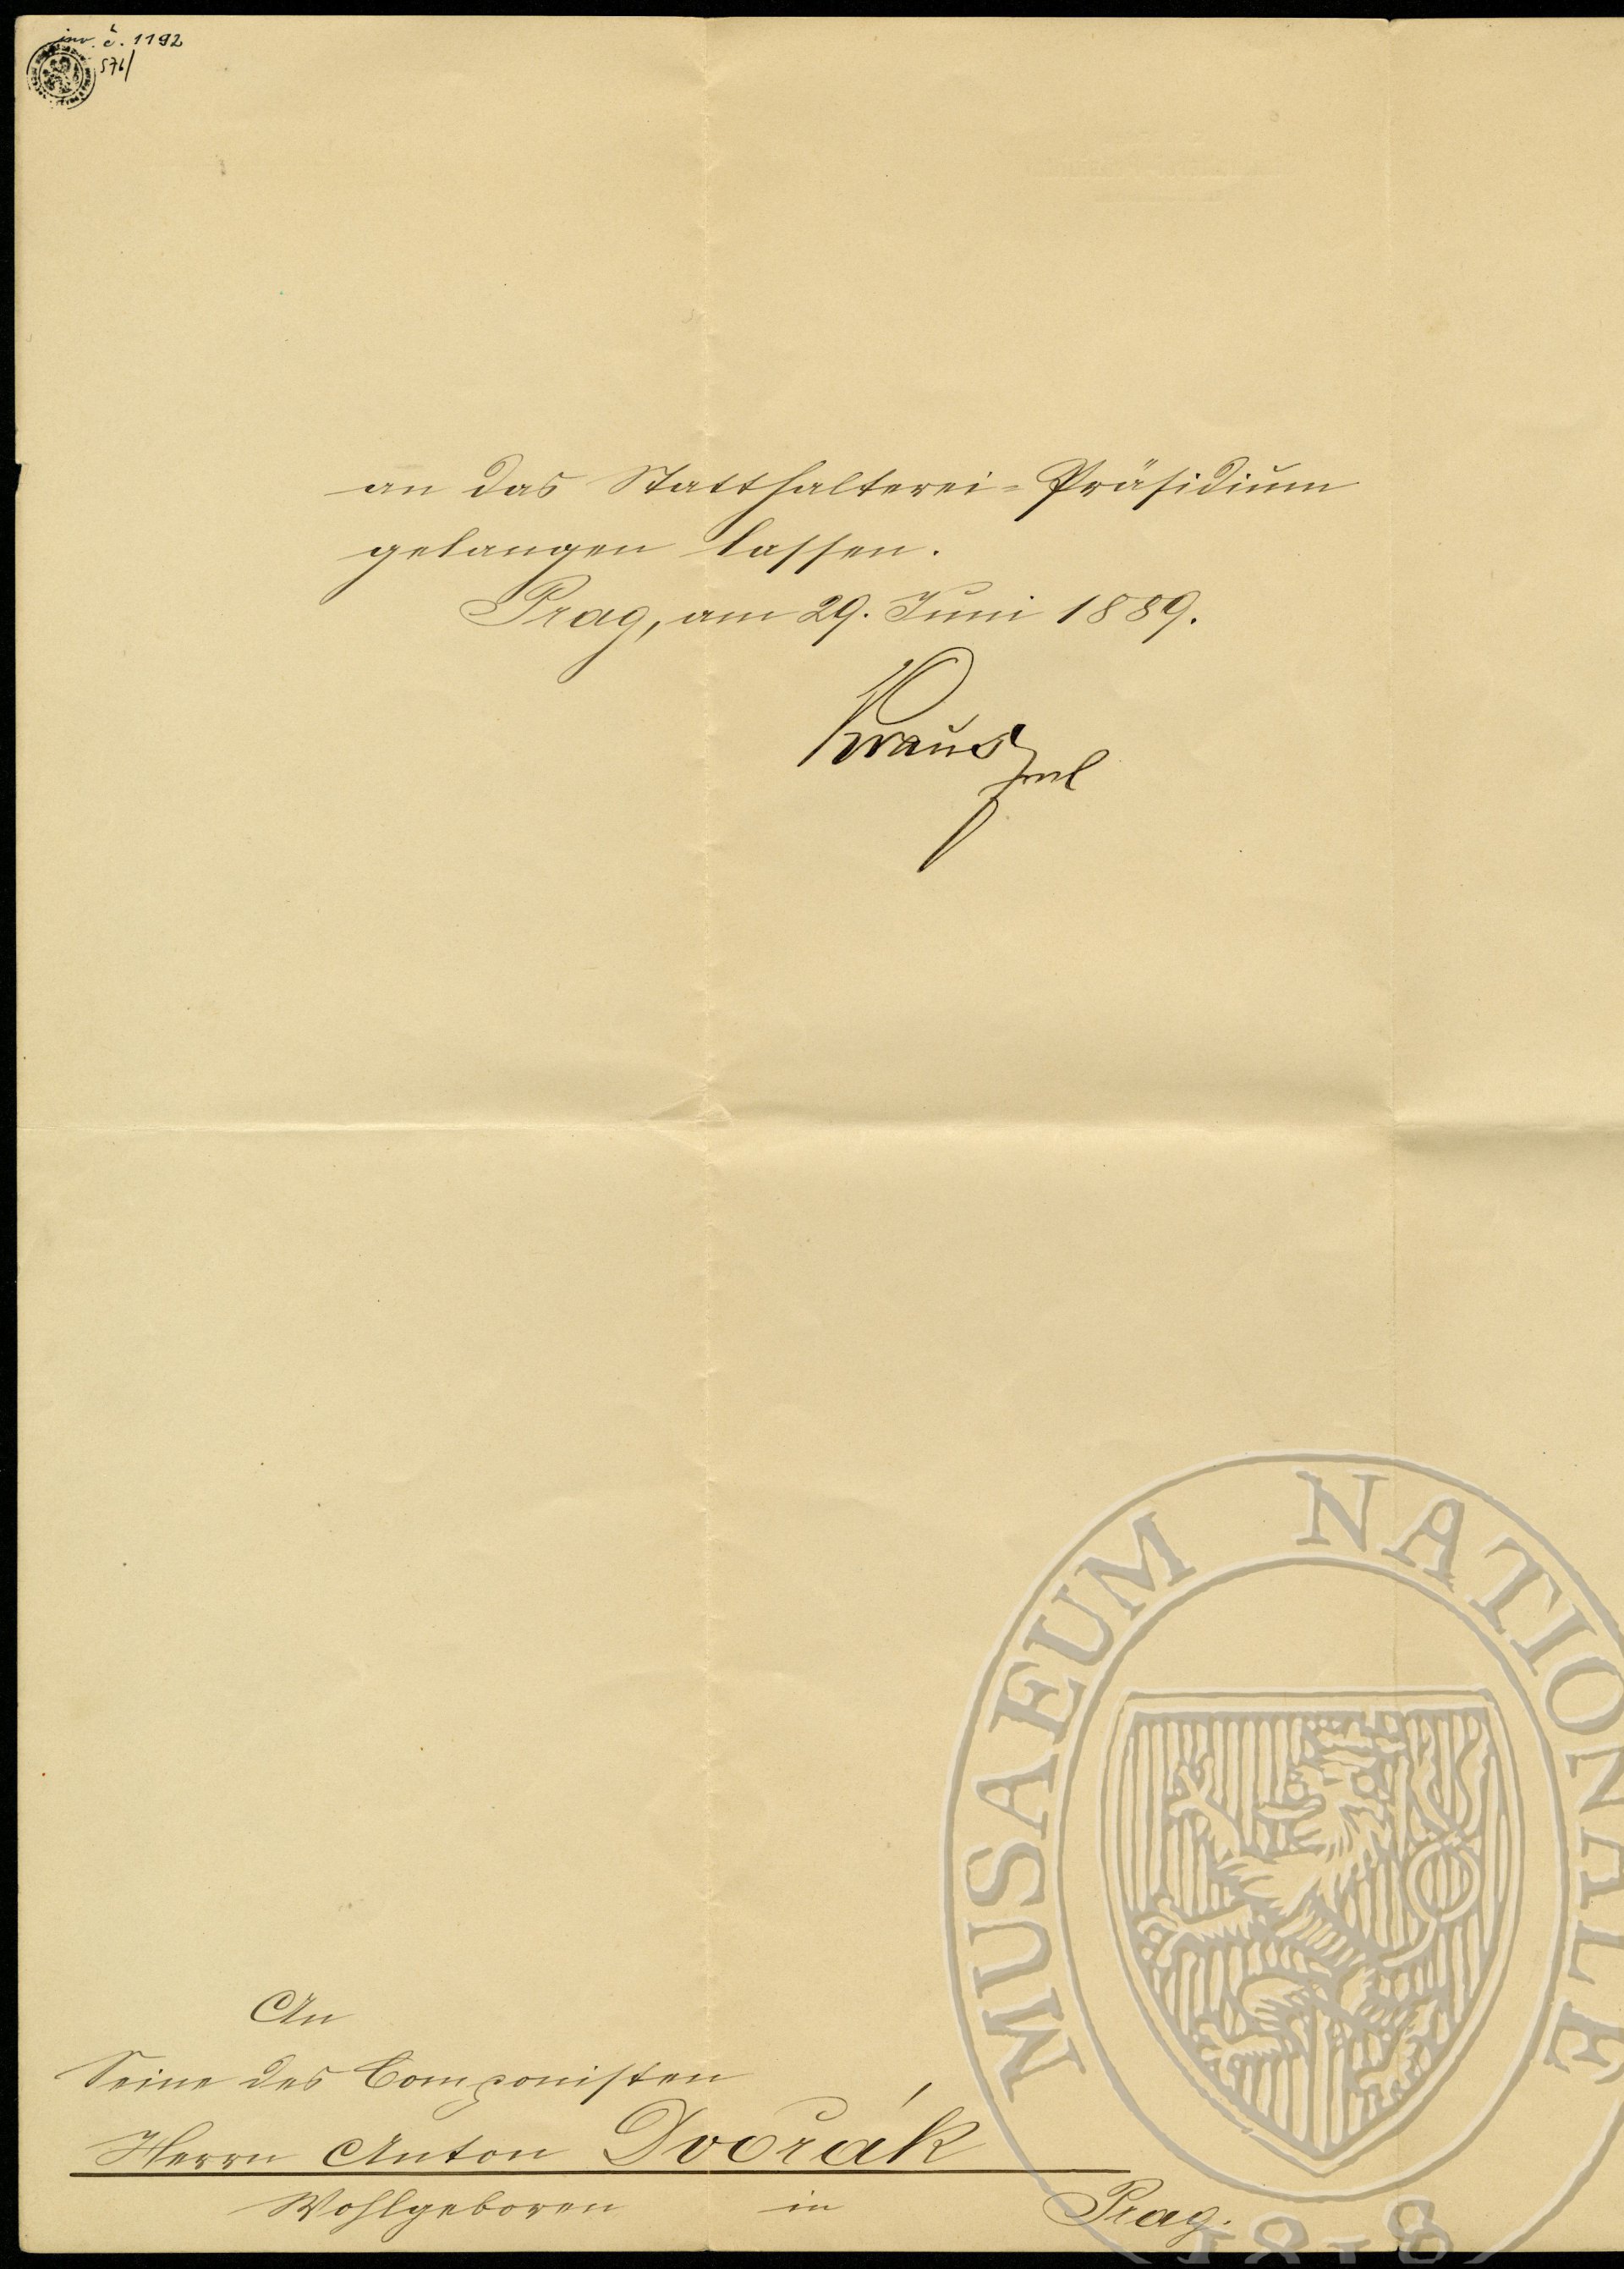 inv. č. 1192
576/
an das Statthalterei-Präsidium
gelangen lassen.
Prag, am 29. Juni 1889.
Kraus
An
Seine des Componisten
Herrn Anton Dvořák
Wohlgeboren in Prag.
MUSAEUM NATIONALE
1818